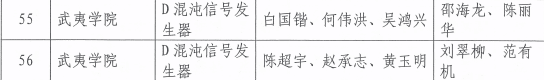 55 武夷学院 D 混沌信号发生器 白国锴、何伟洪、吴鸿兴 邵海龙、陈丽华
56 武夷学院 D 混沌信号发生器 陈超宇、赵承志、黄玉明 刘翠柳、范有机